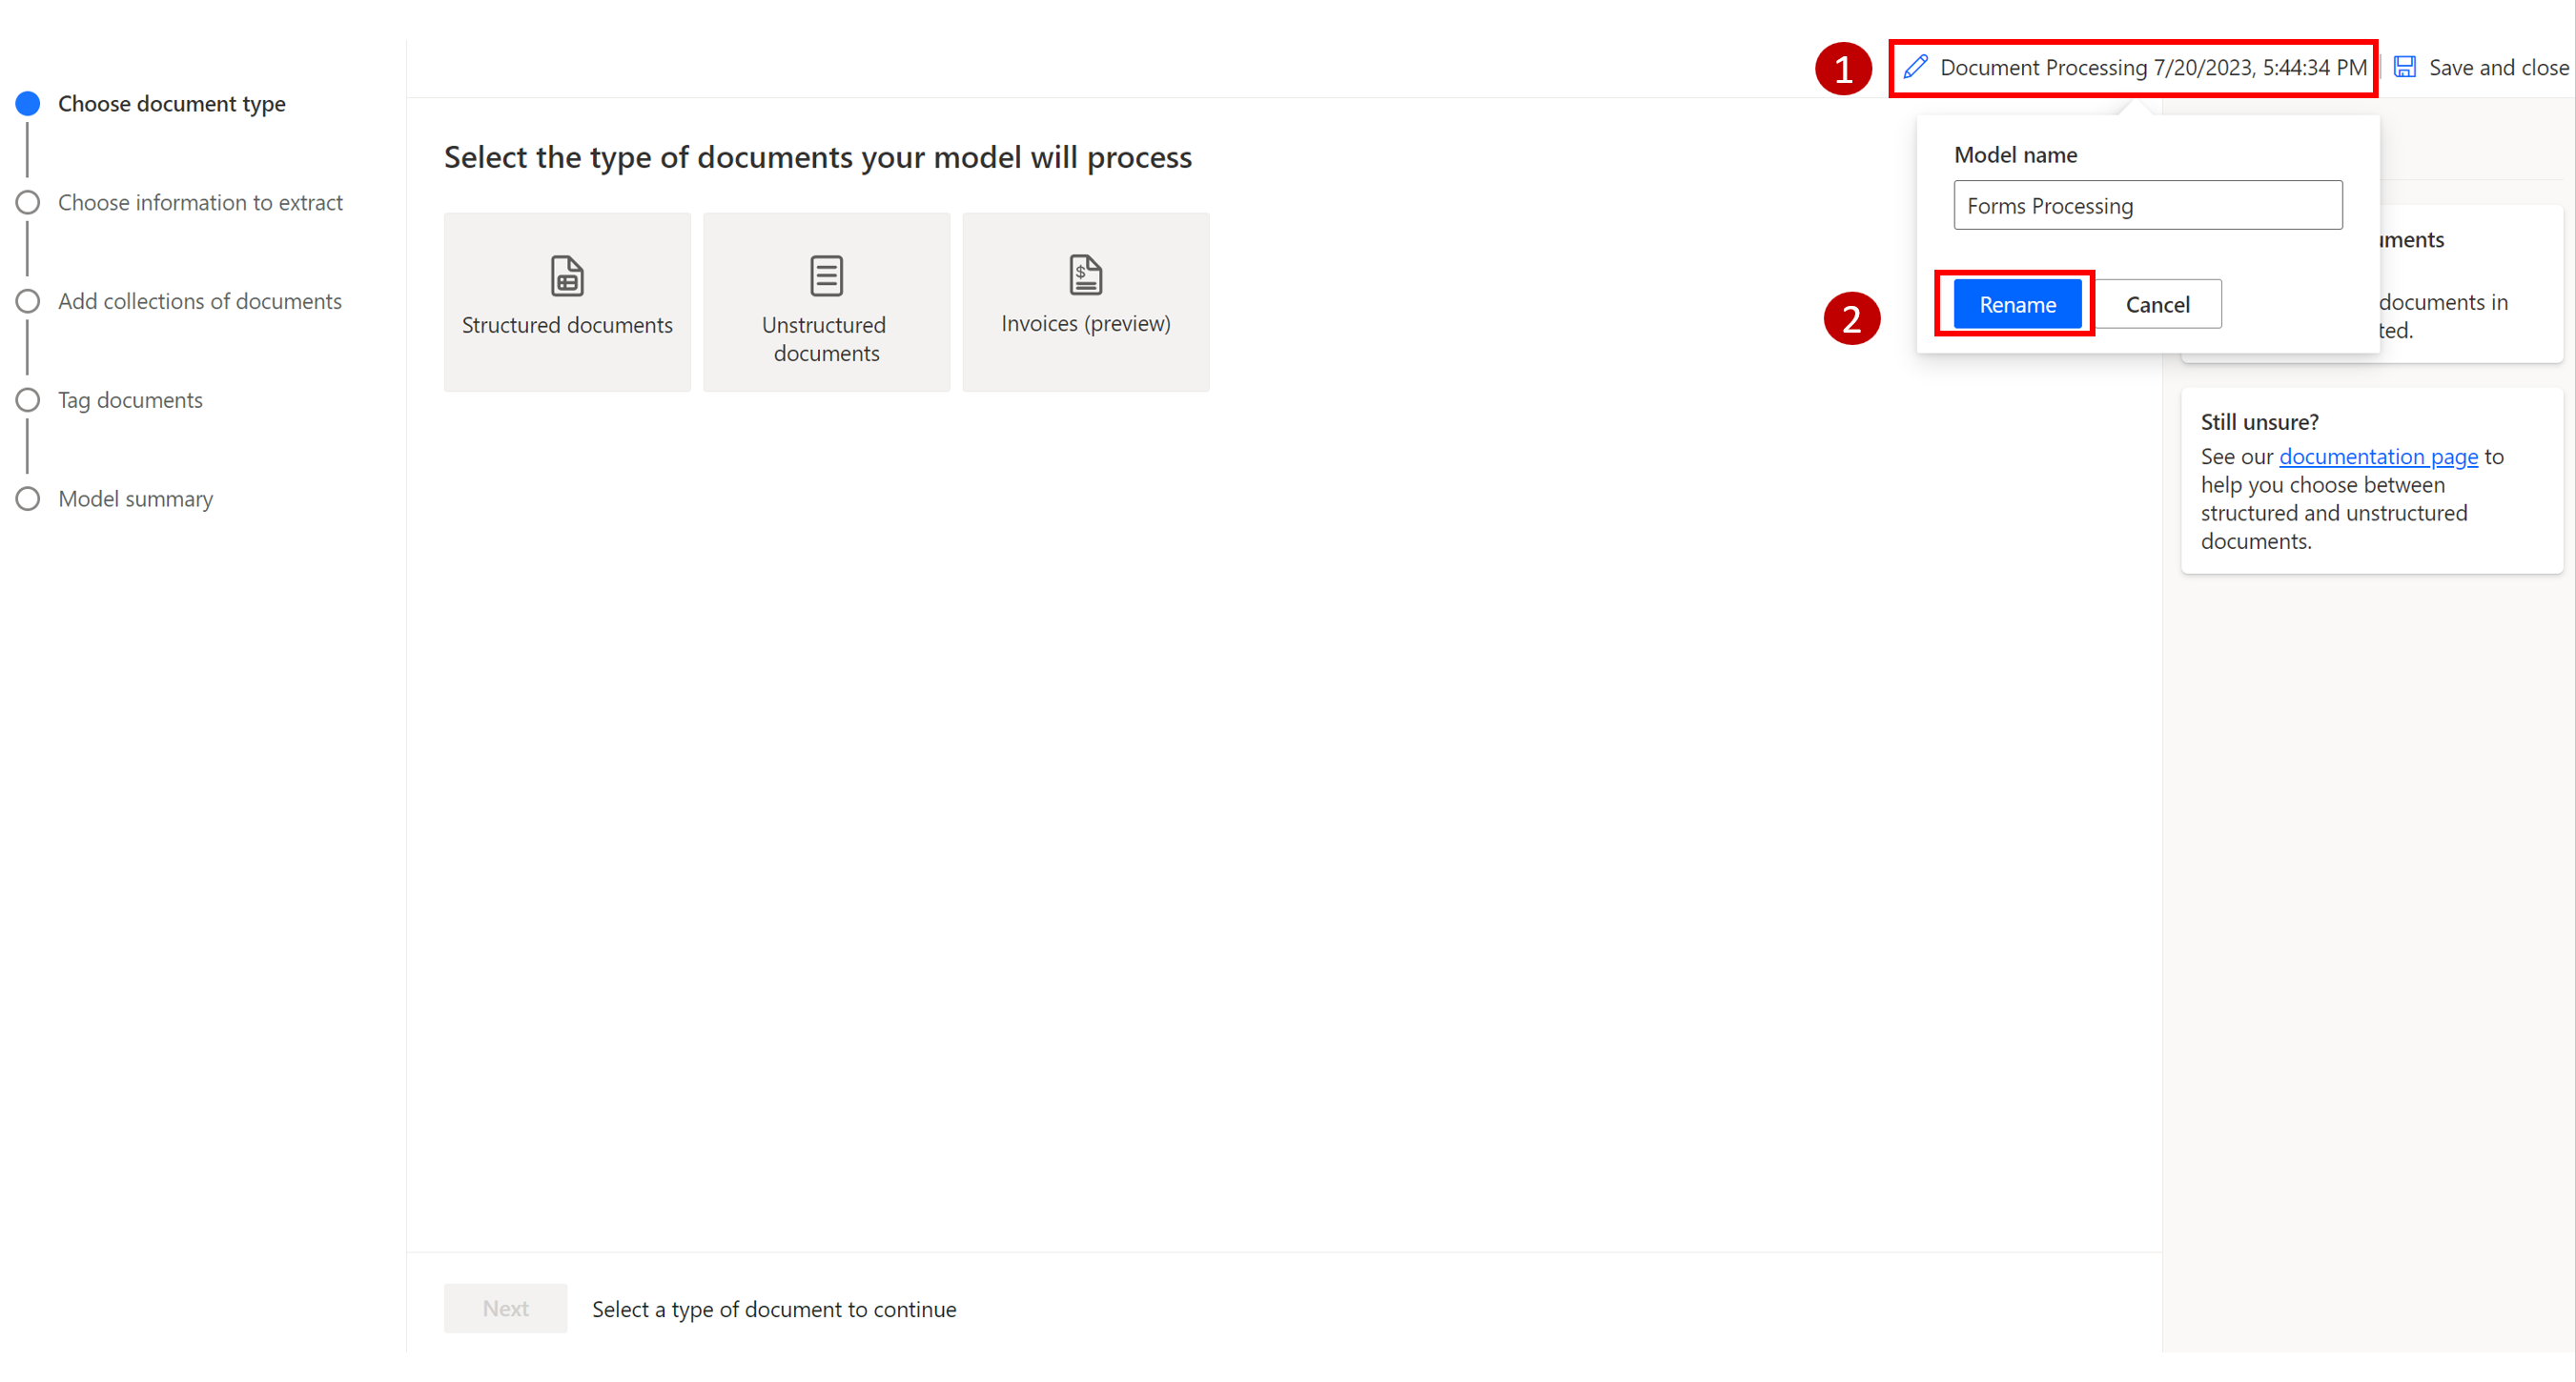 1
Document Processing 7/20/2023, 5:44:34 PM
Save and close
Choose document type
Choose information to extract
Add collections of documents
Tag documents
Model summary
Select the type of documents your model will process
Structured documents
Unstructured
documents
Invoices (preview)
Model name
Forms Processing
2
Rename
Cancel
documents in
Still unsure?
See our documentation page to
help you choose between
structured and unstructured
documents.
Next
Select a type of document to continue